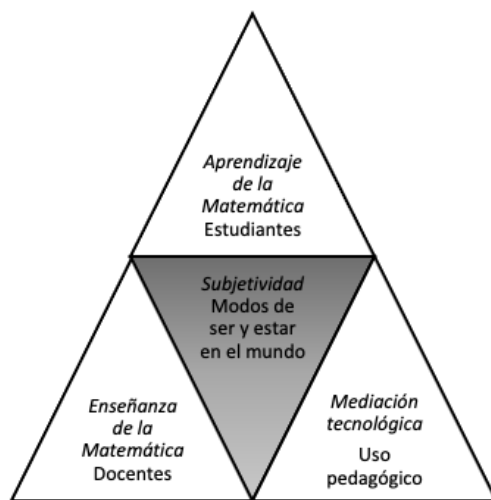 Aprendizaje
de la
Matemática
Estudiantes
Subjetividad
Modos de
ser y estar
en el mundo
Enseñanza
de la
Matemática
Docentes
Mediación
tecnológica
Uso
pedagógico